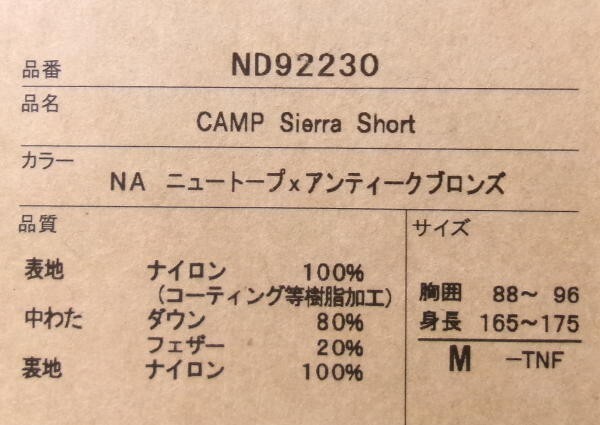 品番 ND92230
品名
CAMP Sierra Short
カラー
NA ニュートープxアンティークブロンズ
品質
サイズ
表地 ナイロン 100%
(コーティング等樹脂加工)
中わた ダウン 80%
フェザー 20%
裏地 ナイロン 100%
胸囲 88〜 96
身長 165〜175
M -TNF